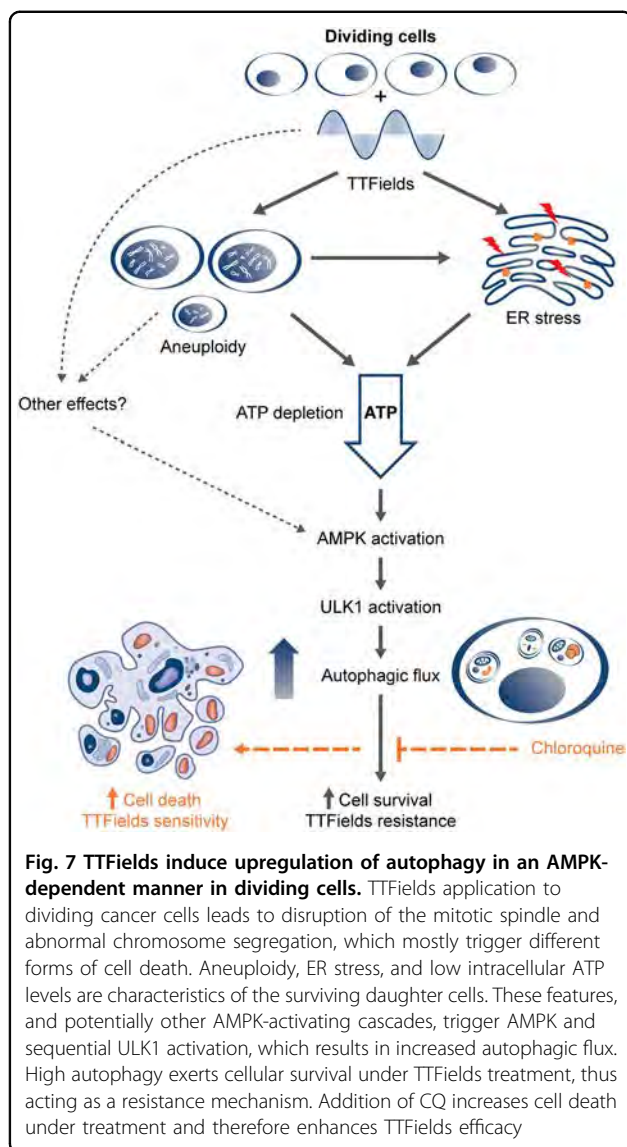 Dividing cells
+
TTFields
Aneuploidy
ER stress
Other effects?
ATP depletion
ATP
AMPK activation
ULK1 activation
Autophagic flux
Chloroquine
↑ Cell death
TTFields sensitivity
↑ Cell survival
TTFields resistance
Fig. 7 TTFields induce upregulation of autophagy in an AMPK-
dependent manner in dividing cells. TTFields application to
dividing cancer cells leads to disruption of the mitotic spindle and
abnormal chromosome segregation, which mostly trigger different
forms of cell death. Aneuploidy, ER stress, and low intracellular ATP
levels are characteristics of the surviving daughter cells. These features,
and potentially other AMPK-activating cascades, trigger AMPK and
sequential ULK1 activation, which results in increased autophagic flux.
High autophagy exerts cellular survival under TTFields treatment, thus
acting as a resistance mechanism. Addition of CQ increases cell death
under treatment and therefore enhances TTFields efficacy